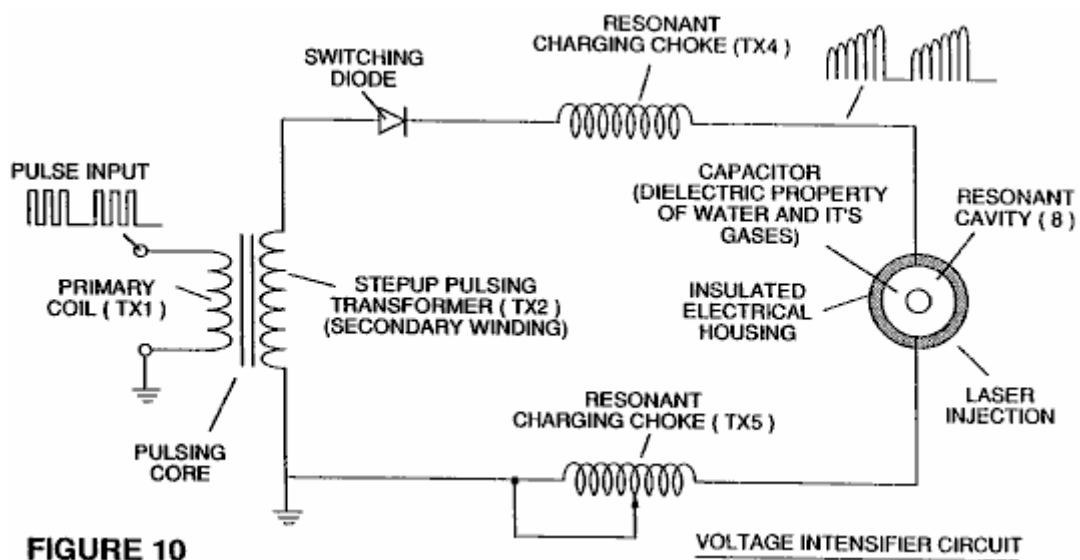 RESONANT
CHARGING CHOKE (TX4 )
SWITCHING
DIODE
PULSE INPUT
CAPACITOR
(DIELECTRIC PROPERTY
OF WATER AND IT'S
GASES)
RESONANT
CAVITY ( 8 )
PRIMARY
COIL ( TX1 )
STEPUP PULSING
TRANSFORMER ( TX2 )
(SECONDARY WINDING)
INSULATED
ELECTRICAL
HOUSING
LASER
INJECTION
RESONANT
CHARGING CHOKE ( TX5 )
PULSING
CORE
FIGURE 10
VOLTAGE INTENSIFIER CIRCUIT